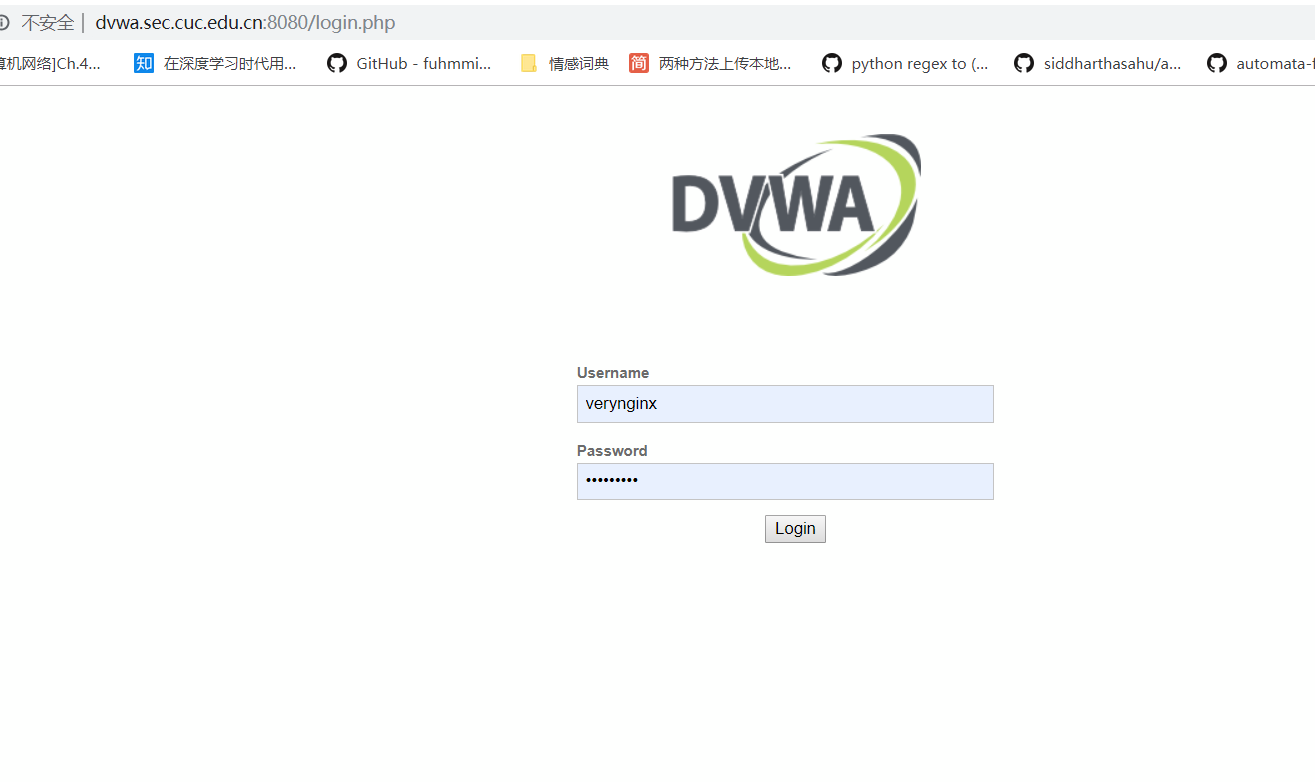 不安全 | dvwa.sec.cuc.edu.cn:8080/login.php
算机网络]Ch.4... 知 在深度学习时代用... GitHub - fuhmmi... 情感词典 简 两种方法上传本地... python regex to (... siddharthasahu/a... automata-f
DVWA
Username
verynginx
Password
•••••••••
Login